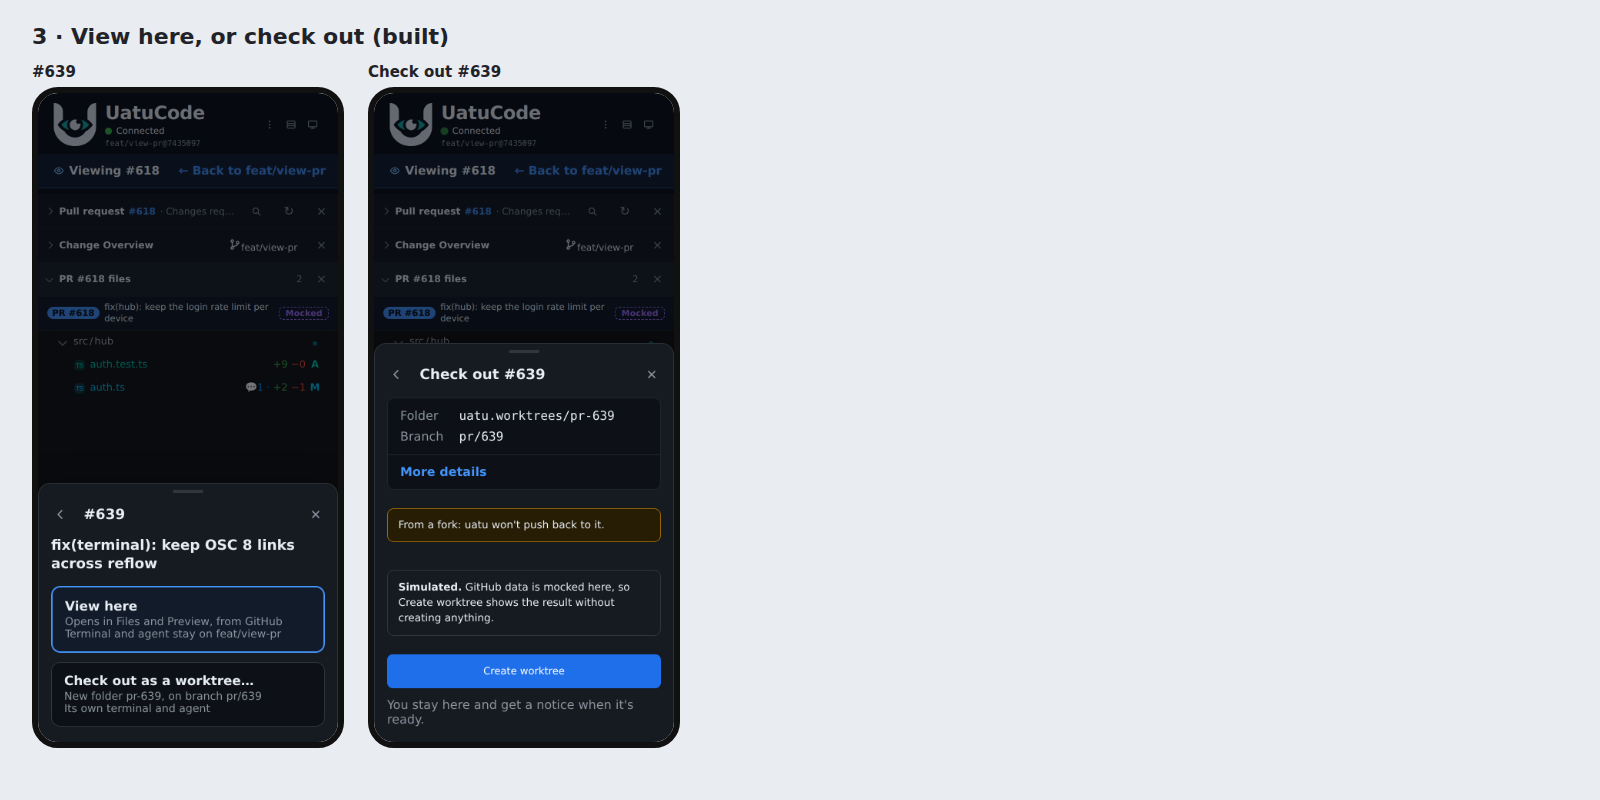 3 · View here, or check out (built)
#639
UatuCode
Connected
feat/view-pr@7435097
Viewing #618 ← Back to feat/view-pr
Pull request #618 · Changes req...
Change Overview feat/view-pr
PR #618 files 2
PR #618 fix(hub): keep the login rate limit per device Mocked
src/hub
TS auth.test.ts +9 −0 A
TS auth.ts 1 · +2 −1 M
#639
fix(terminal): keep OSC 8 links
across reflow
View here
Opens in Files and Preview, from GitHub
Terminal and agent stay on feat/view-pr
Check out as a worktree…
New folder pr-639, on branch pr/639
Its own terminal and agent
Check out #639
UatuCode
Connected
feat/view-pr@7435097
Viewing #618 ← Back to feat/view-pr
Pull request #618 · Changes req...
Change Overview feat/view-pr
PR #618 files 2
PR #618 fix(hub): keep the login rate limit per device Mocked
src/hub
Check out #639
Folder uatu.worktrees/pr-639
Branch pr/639
More details
From a fork: uatu won't push back to it.
Simulated. GitHub data is mocked here, so
Create worktree shows the result without
creating anything.
Create worktree
You stay here and get a notice when it's
ready.